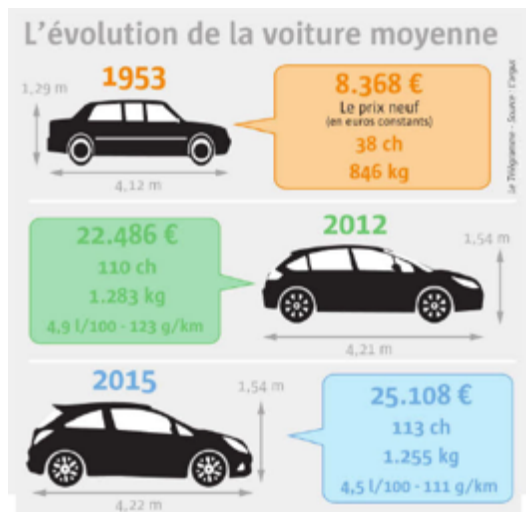 L'évolution de la voiture moyenne
1953
1,29 m
4,12 m
8.368 €
Le prix neuf
(en euros constants)
38 ch
846 kg
Le Télégramme - Source : L'argus
22.486 €
110 ch
1.283 kg
4,9 l/100 - 123 g/km
2012
1,54 m
4,21 m
2015
1,54 m
4,22 m
25.108 €
113 ch
1.255 kg
4,5 l/100 - 111 g/km